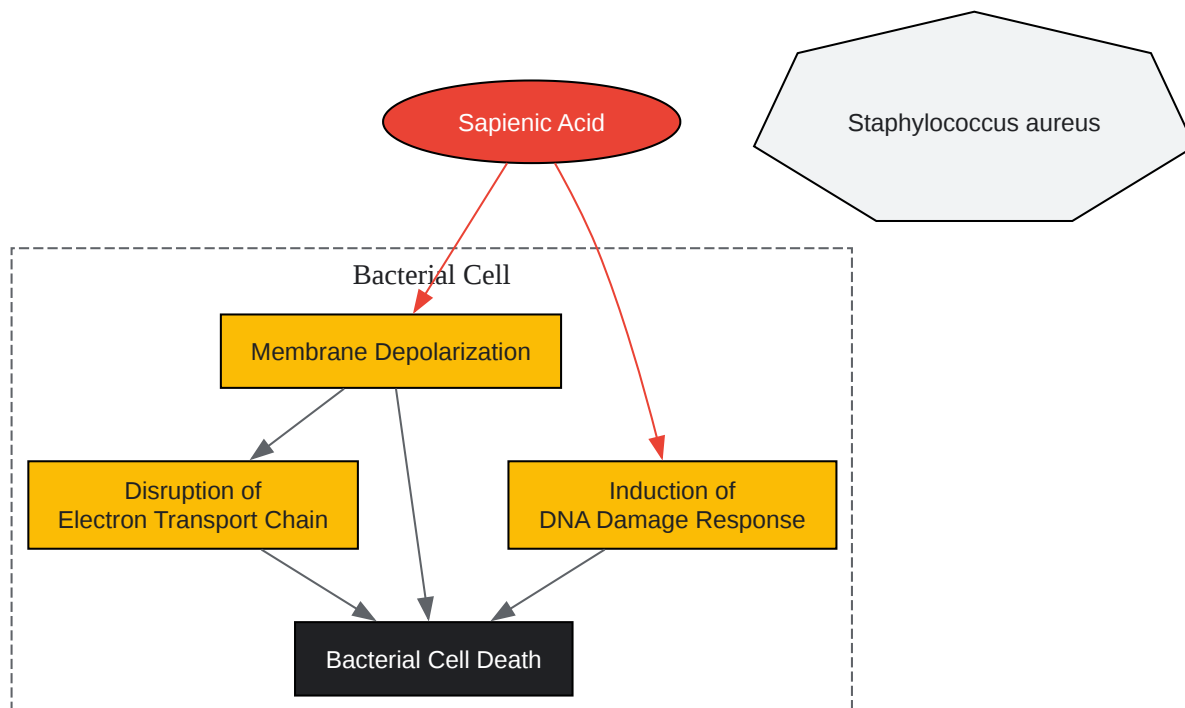 Sapienic Acid
Staphylococcus aureus
Bacterial Cell
Membrane Depolarization
Disruption of
Electron Transport Chain
Induction of
DNA Damage Response
Bacterial Cell Death